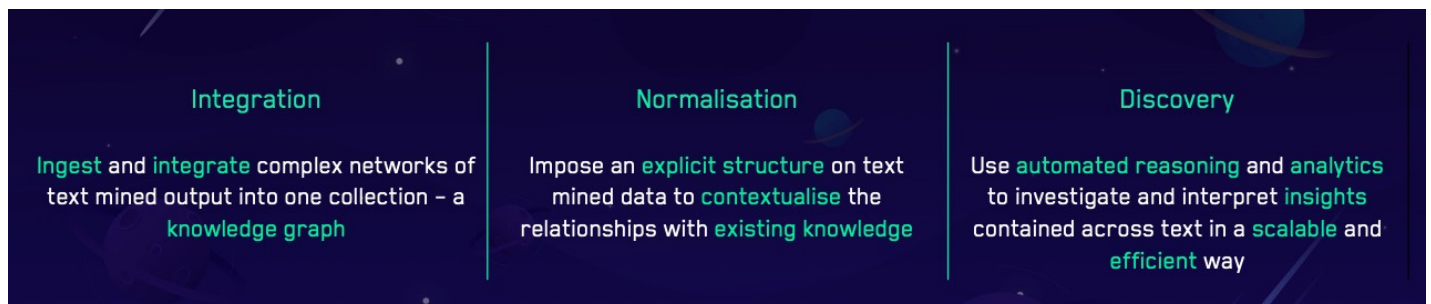 Integration
Ingest and integrate complex networks of
text mined output into one collection – a
knowledge graph
Normalisation
Impose an explicit structure on text
mined data to contextualise the
relationships with existing knowledge
Discovery
Use automated reasoning and analytics
to investigate and interpret insights
contained across text in a scalable and
efficient way